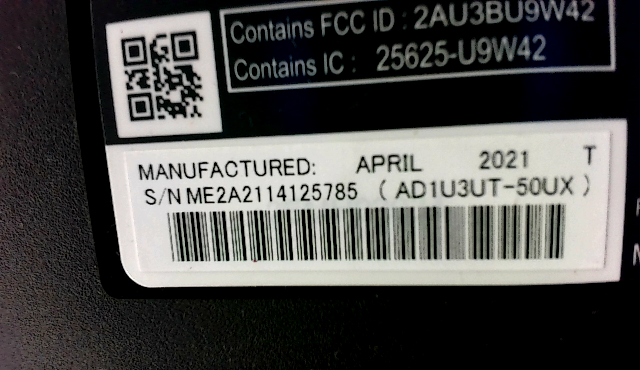 Contains FCC ID : 2AU3BU9W42
Contains IC : 25625-U9W42
MANUFACTURED: APRIL 2021 T
S/N ME2A2114125785 ( AD1U3UT-50UX )